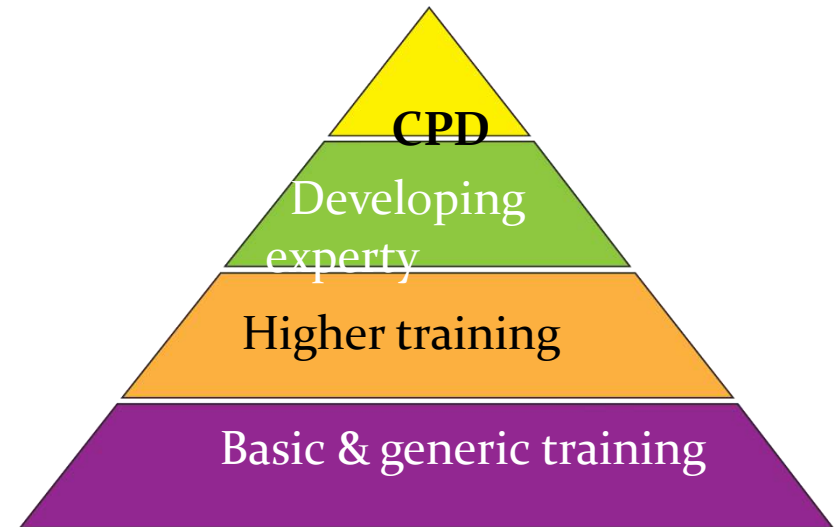 CPD
Developing
experty
Higher training
Basic & generic training